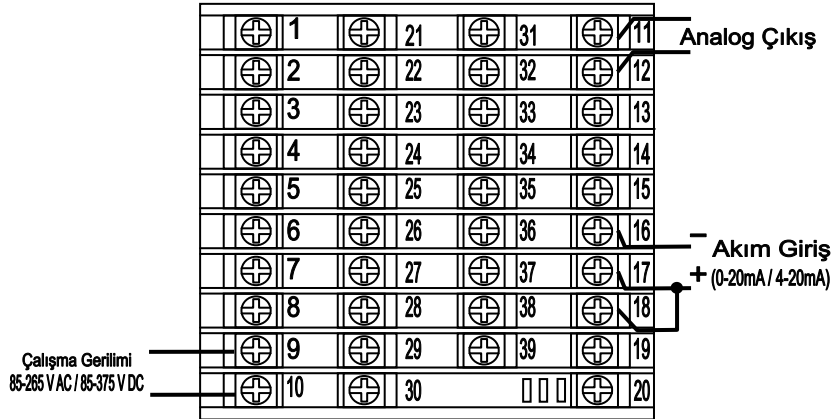 1 21 31 11
Analog Çıkış
2 22 32 12
3 23 33 13
4 24 34 14
5 25 35 15
6 26 36 16
− Akım Giriş
7 27 37 17
+ (0-20mA / 4-20mA)
8 28 38 18
9 29 39 19
Çalışma Gerilimi
85-265 V AC / 85-375 V DC
10 30 20